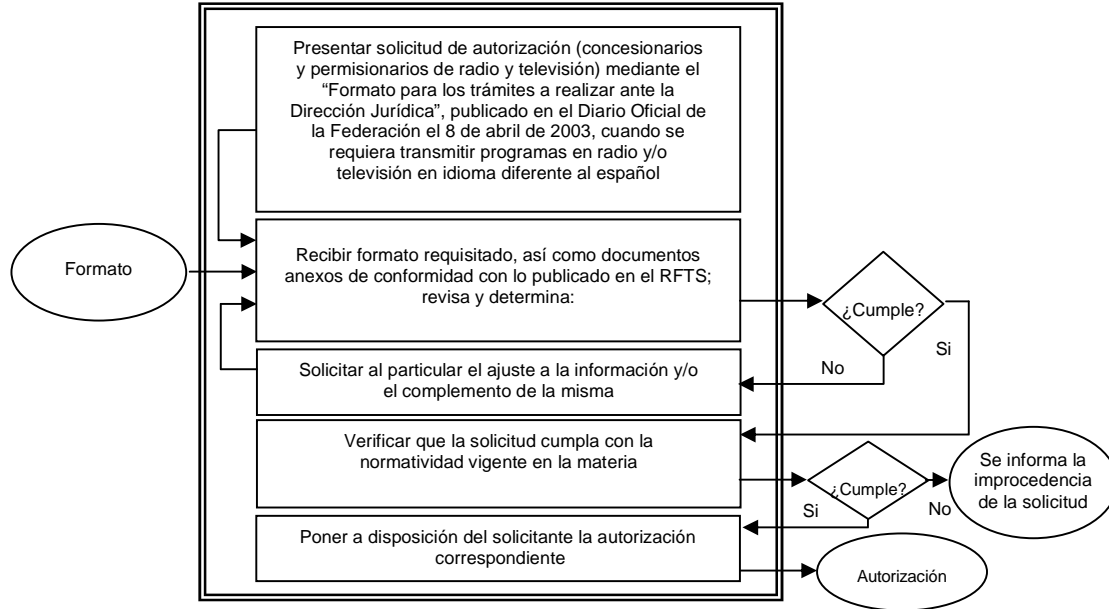 Presentar solicitud de autorización (concesionarios
y permisionarios de radio y televisión) mediante el
“Formato para los trámites a realizar ante la
Dirección Jurídica”, publicado en el Diario Oficial de
la Federación el 8 de abril de 2003, cuando se
requiera transmitir programas en radio y/o
televisión en idioma diferente al español
Formato
Recibir formato requisitado, así como documentos
anexos de conformidad con lo publicado en el RFTS;
revisa y determina:
¿Cumple?
Si
No
Solicitar al particular el ajuste a la información y/o
el complemento de la misma
Verificar que la solicitud cumpla con la
normatividad vigente en la materia
¿Cumple?
Si
No
Se informa la
improcedencia
de la solicitud
Poner a disposición del solicitante la autorización
correspondiente
Autorización